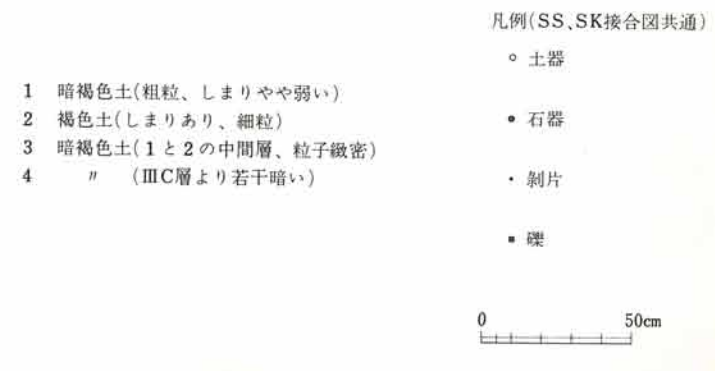 凡例(SS、SK接合図共通)
○ 土器
● 石器
・ 剝片
■ 礫
1 暗褐色土(粗粒、しまりやや弱い)
2 褐色土(しまりあり、細粒)
3 暗褐色土(1と2の中間層、粒子緻密)
4 〃 (ⅢC層より若干暗い)
0 50cm